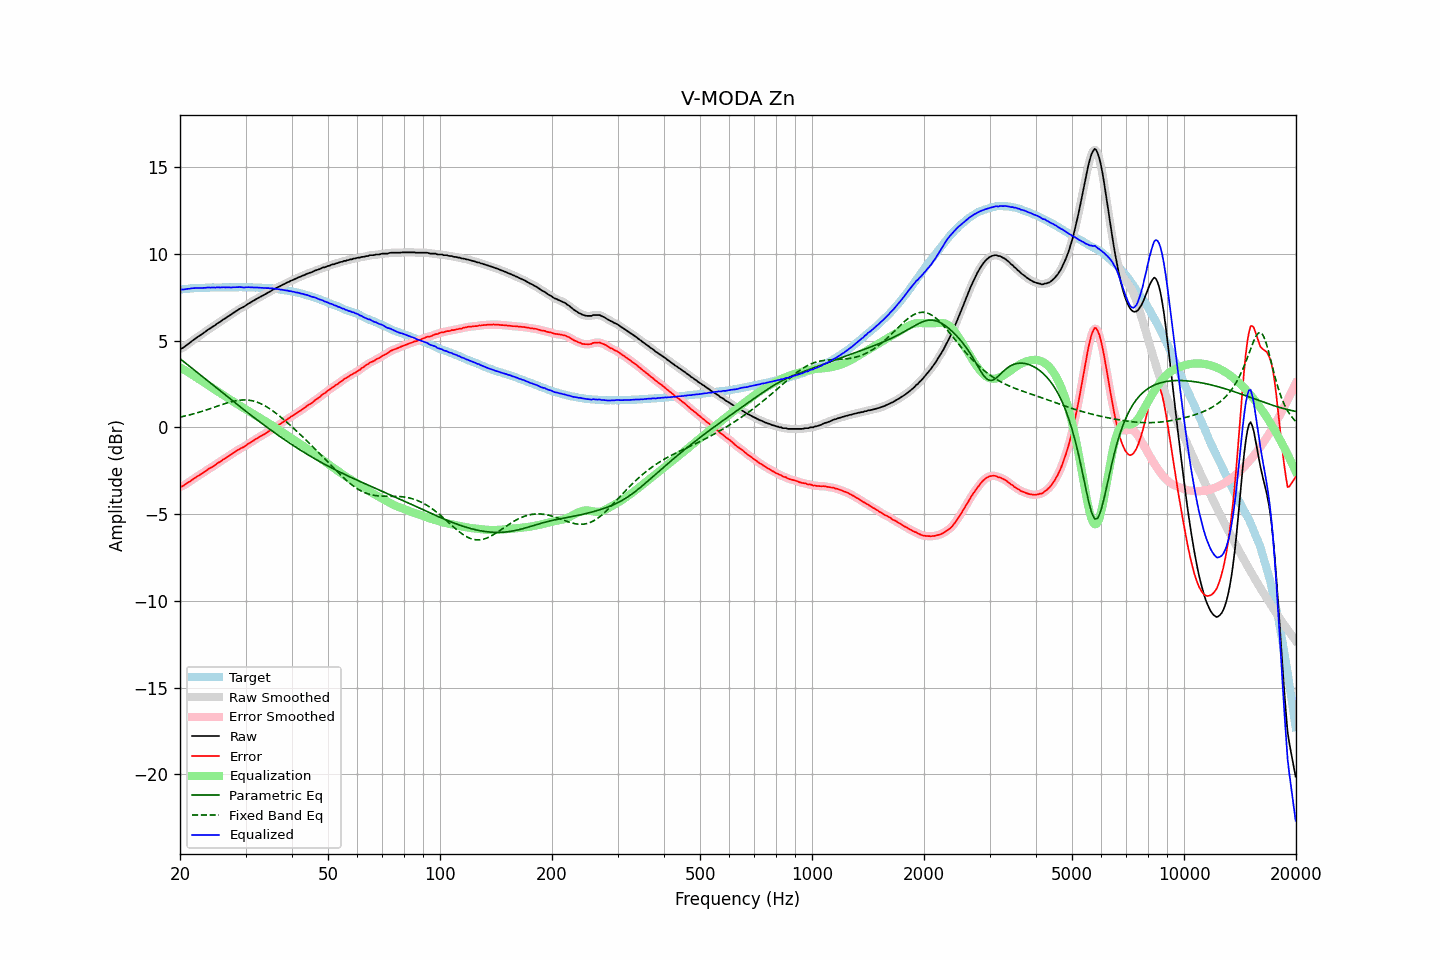 V-MODA Zn
Amplitude (dBr)
15
10
5
0
−5
−10
−15
−20
Target
Raw Smoothed
Error Smoothed
Raw
Error
Equalization
Parametric Eq
Fixed Band Eq
Equalized
20 50 100 200 500 1000 2000 5000 10000 20000
Frequency (Hz)